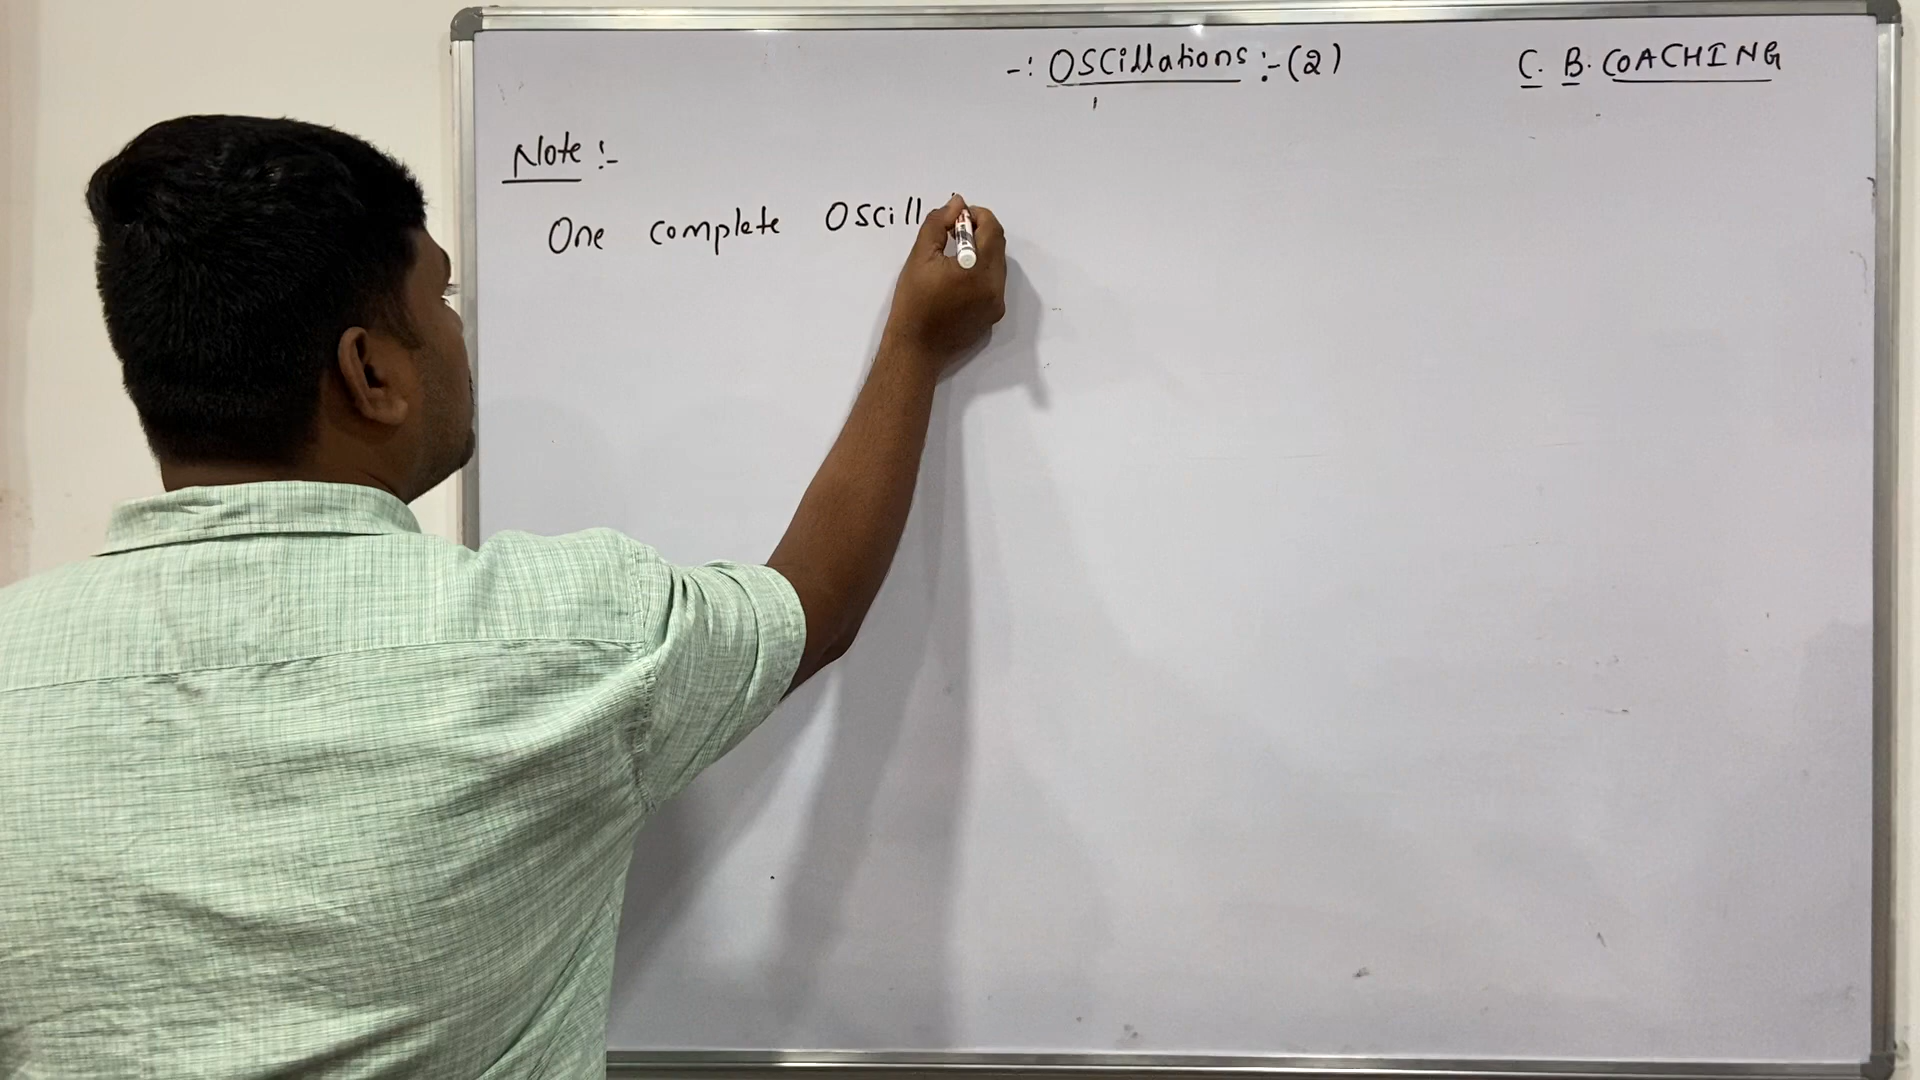 -: OSCillations :- (2)
C. B. COACHING
Note :-
One complete Oscill